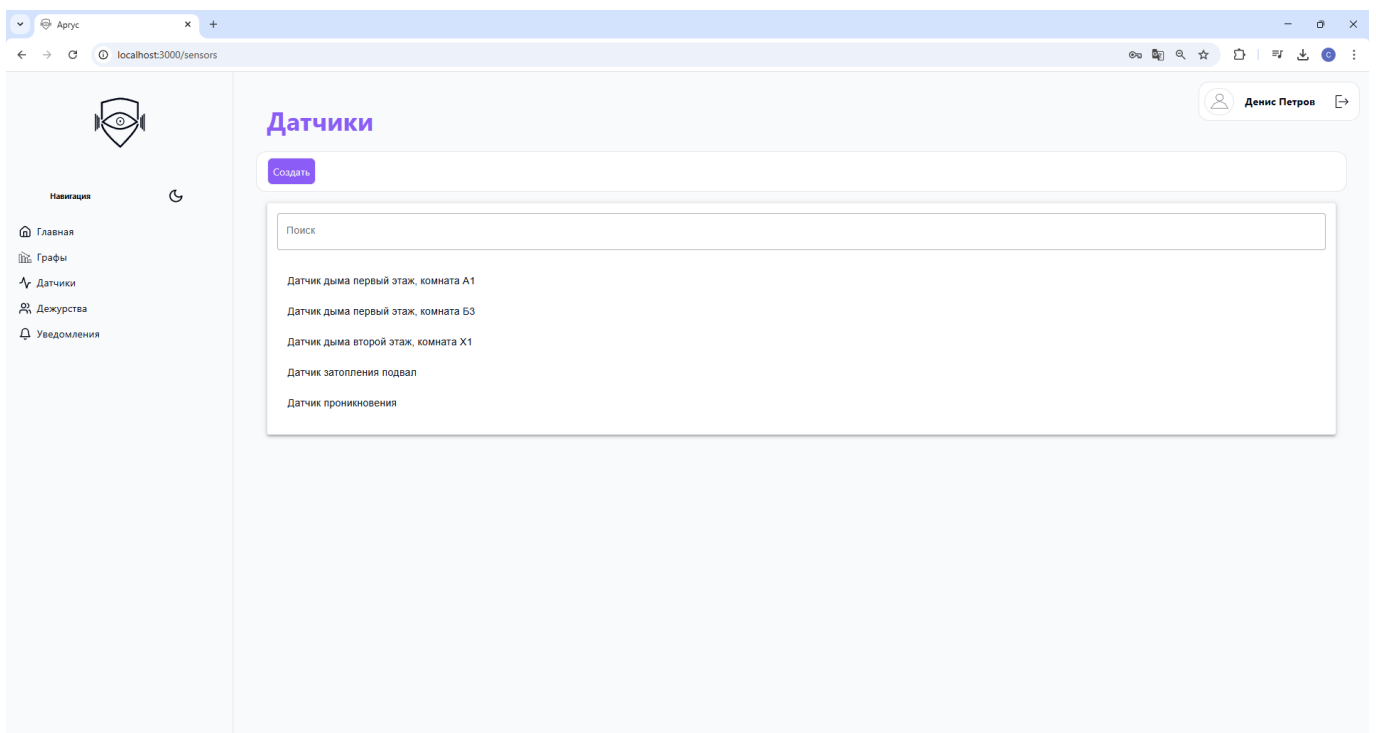 Аргус
localhost:3000/sensors
C
Денис Петров
Датчики
Создать
Навигация
Главная
Графы
Датчики
Дежурства
Уведомления
Поиск
Датчик дыма первый этаж, комната А1
Датчик дыма первый этаж, комната Б3
Датчик дыма второй этаж, комната Х1
Датчик затопления подвал
Датчик проникновения